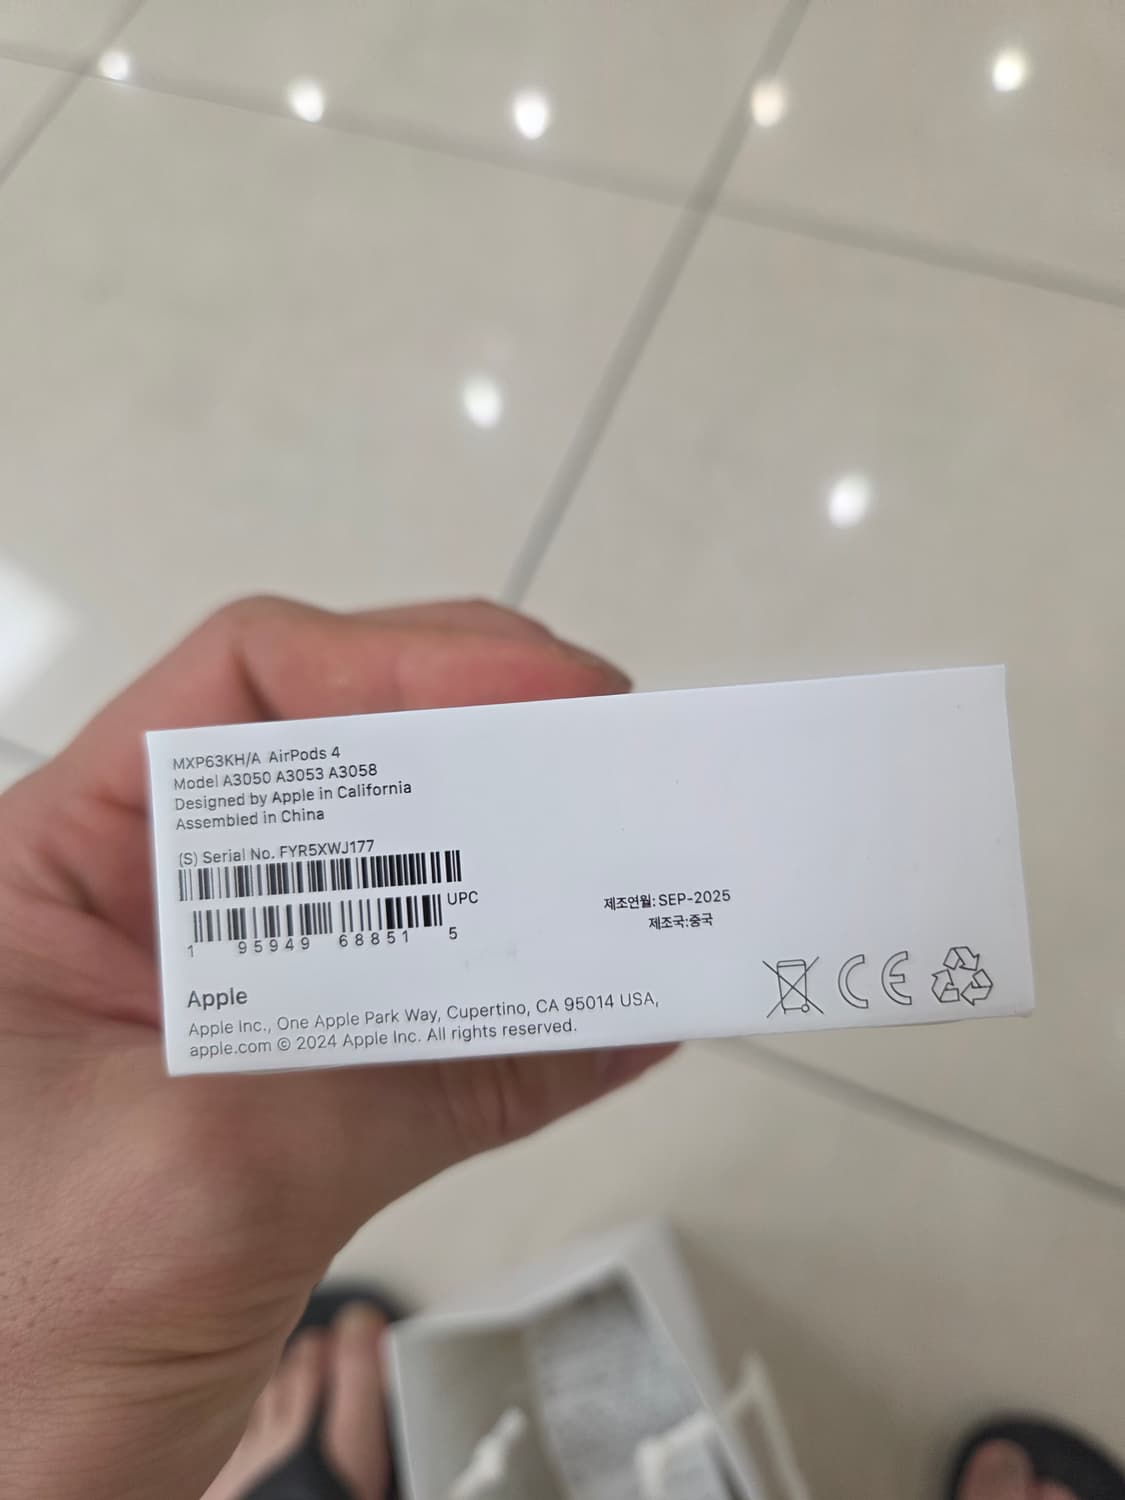 MXP63KH/A AirPods 4
Model A3050 A3053 A3058
Designed by Apple in California
Assembled in China
(S) Serial No. FYR5XWJ177
UPC
1 95949 68851 5
제조연월: SEP-2025
제조국:중국
Apple
Apple Inc., One Apple Park Way, Cupertino, CA 95014 USA,
apple.com © 2024 Apple Inc. All rights reserved.
CE